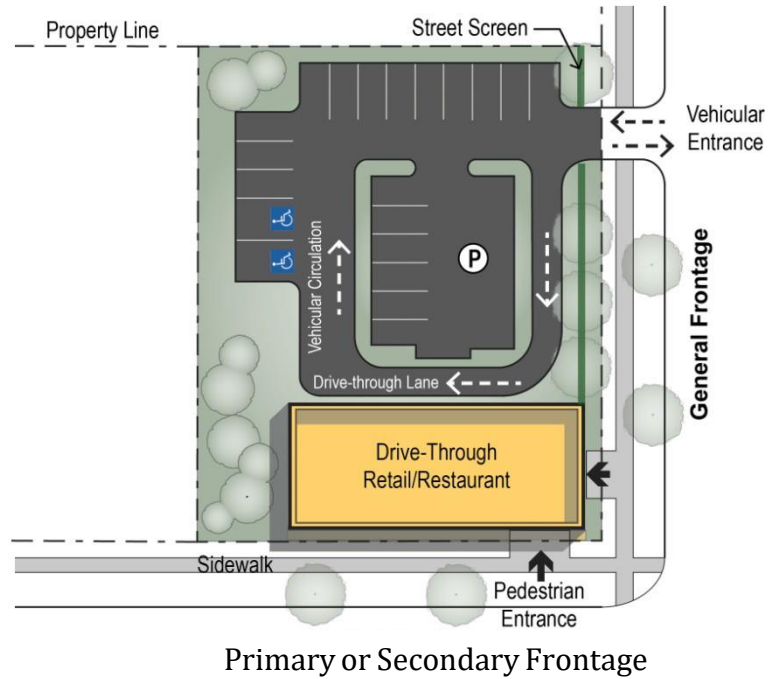 Property Line
Street Screen
Vehicular
Entrance
Vehicular Circulation
P
General Frontage
Drive-through Lane
Drive-Through
Retail/Restaurant
Sidewalk
Pedestrian
Entrance
Primary or Secondary Frontage